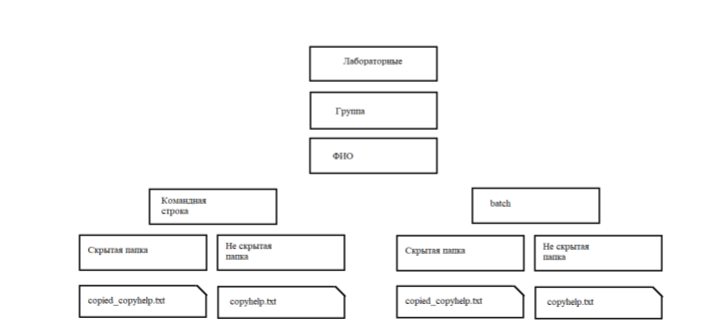 Лабораторные
Группа
ФИО
Командная
строка
batch
Скрытая папка
Не скрытая
папка
Скрытая папка
Не скрытая
папка
copied_copyhelp.txt
copyhelp.txt
copied_copyhelp.txt
copyhelp.txt